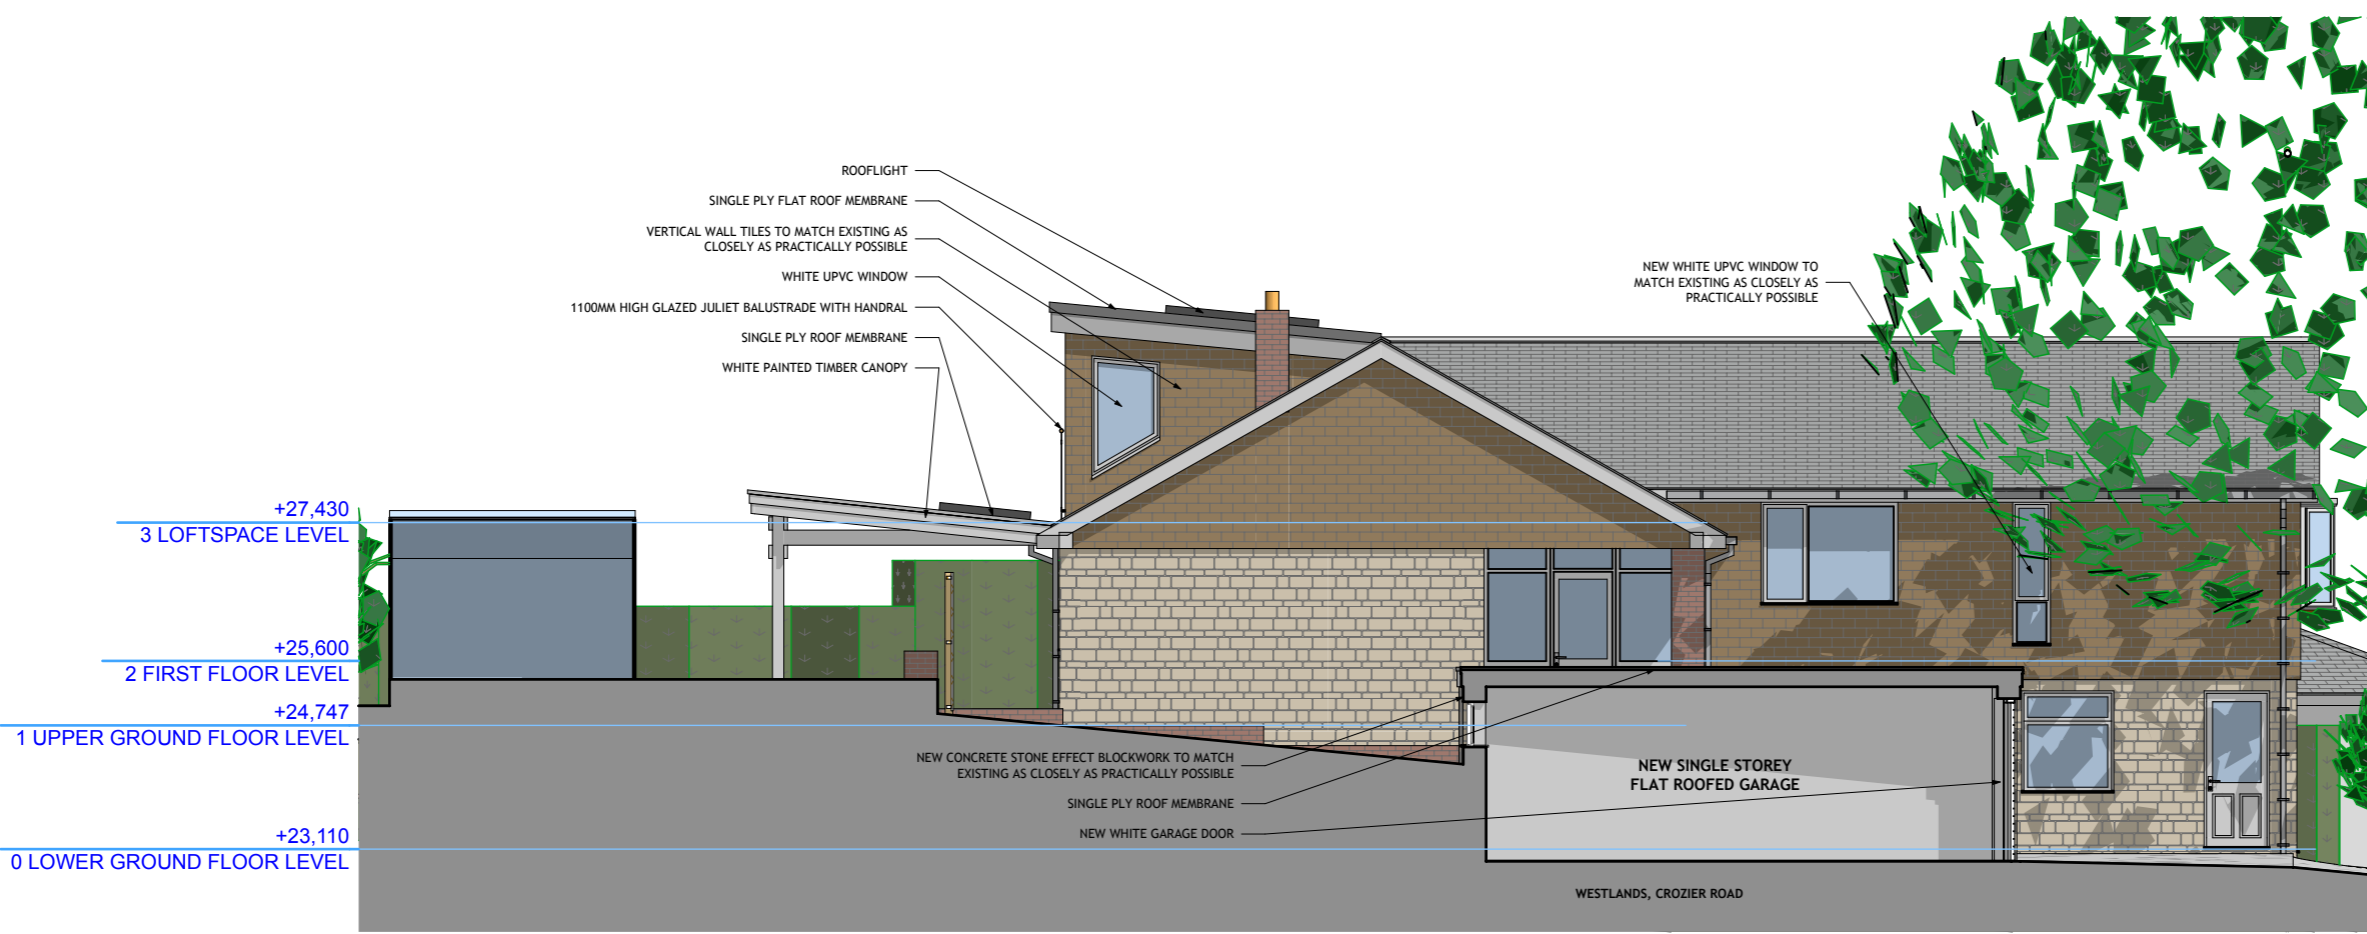 ROOFLIGHT
SINGLE PLY FLAT ROOF MEMBRANE
VERTICAL WALL TILES TO MATCH EXISTING AS
CLOSELY AS PRACTICALLY POSSIBLE
WHITE UPVC WINDOW
1100MM HIGH GLAZED JULIET BALUSTRADE WITH HANDRAL
SINGLE PLY ROOF MEMBRANE
WHITE PAINTED TIMBER CANOPY
NEW WHITE UPVC WINDOW TO
MATCH EXISTING AS CLOSELY AS
PRACTICALLY POSSIBLE
+27,430
3 LOFTSPACE LEVEL
+25,600
2 FIRST FLOOR LEVEL
+24,747
1 UPPER GROUND FLOOR LEVEL
+23,110
0 LOWER GROUND FLOOR LEVEL
NEW CONCRETE STONE EFFECT BLOCKWORK TO MATCH
EXISTING AS CLOSELY AS PRACTICALLY POSSIBLE
SINGLE PLY ROOF MEMBRANE
NEW WHITE GARAGE DOOR
NEW SINGLE STOREY
FLAT ROOFED GARAGE
WESTLANDS, CROZIER ROAD